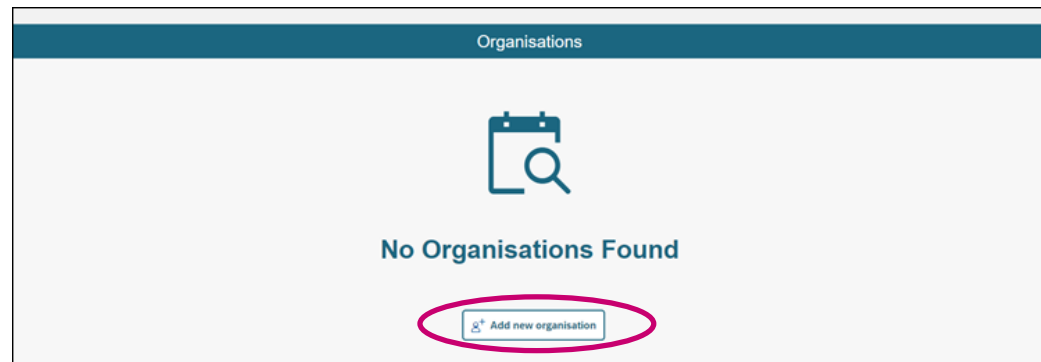 Organisations
No Organisations Found
Add new organisation